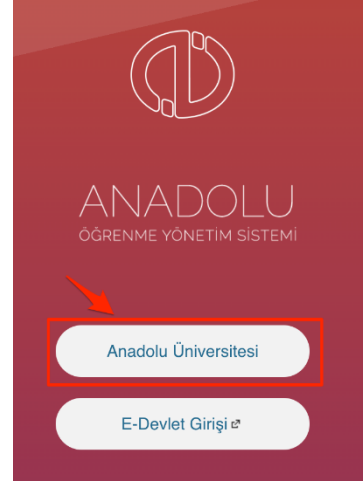 ANADOLU
ÖĞRENME YÖNETİM SİSTEMİ
Anadolu Üniversitesi
E-Devlet Girişi